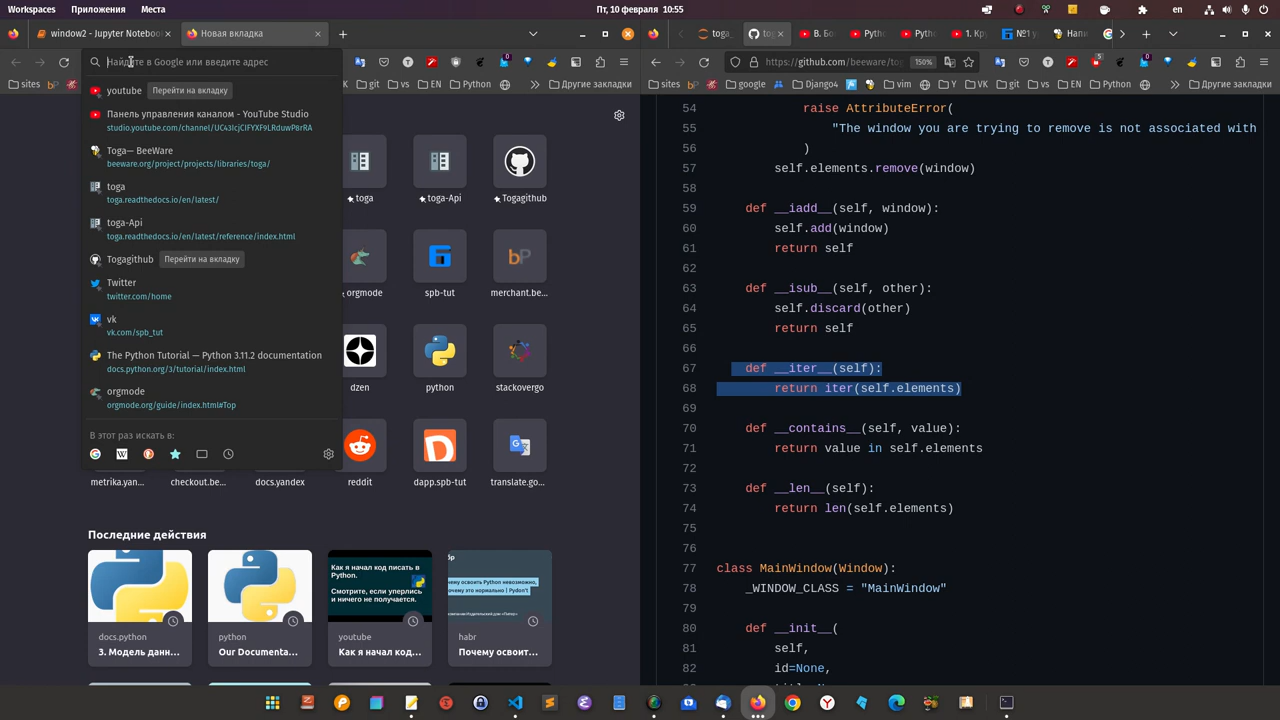 Workspaces Приложения Места
Пт, 10 февраля 10:55
en
window2 - Jupyter Notebook
Новая вкладка
toga
tog
В. Бо
Pyth
Pyth
1. Кру
№1 у
Напи
Найдите в Google или введите адрес
https://github.com/beeware/tog
150%
sites
git
vs
EN
Python
Другие закладки
sites
google
Django4
vim
VK
git
vs
EN
Python
Другие закладки
youtube Перейти на вкладку
Панель управления каналом - YouTube Studio
studio.youtube.com/channel/UC43IcjCIFYXF9LRduwP8rRA
Toga— BeeWare
beeware.org/project/projects/libraries/toga/
toga
toga.readthedocs.io/en/latest/
toga-Api
toga.readthedocs.io/en/latest/reference/index.html
Togagithub Перейти на вкладку
Twitter
twitter.com/home
vk
vk.com/spb_tut
The Python Tutorial — Python 3.11.2 documentation
docs.python.org/3/tutorial/index.html
orgmode
orgmode.org/guide/index.html#Top
В этот раз искать в:
toga
toga-Api
Togagithub
orgmode
spb-tut
merchant.be...
dzen
python
stackovergo
metrika.yan...
checkout.be...
docs.yandex
reddit
dapp.spb-tut
translate.go...
Последние действия
Как я начал код писать в
Python.
Смотрите, если уперлись
и ничего не получается.
docs.python
3. Модель данн...
python
Our Documenta...
youtube
Как я начал код...
habr
Почему освоит...
54 raise AttributeError(
55 "The window you are trying to remove is not associated with
56 )
57 self.elements.remove(window)
58
59 def __iadd__(self, window):
60 self.add(window)
61 return self
62
63 def __isub__(self, other):
64 self.discard(other)
65 return self
66
67 def __iter__(self):
68 return iter(self.elements)
69
70 def __contains__(self, value):
71 return value in self.elements
72
73 def __len__(self):
74 return len(self.elements)
75
76
77 class MainWindow(Window):
78 _WINDOW_CLASS = "MainWindow"
79
80 def __init__(
81 self,
82 id=None,